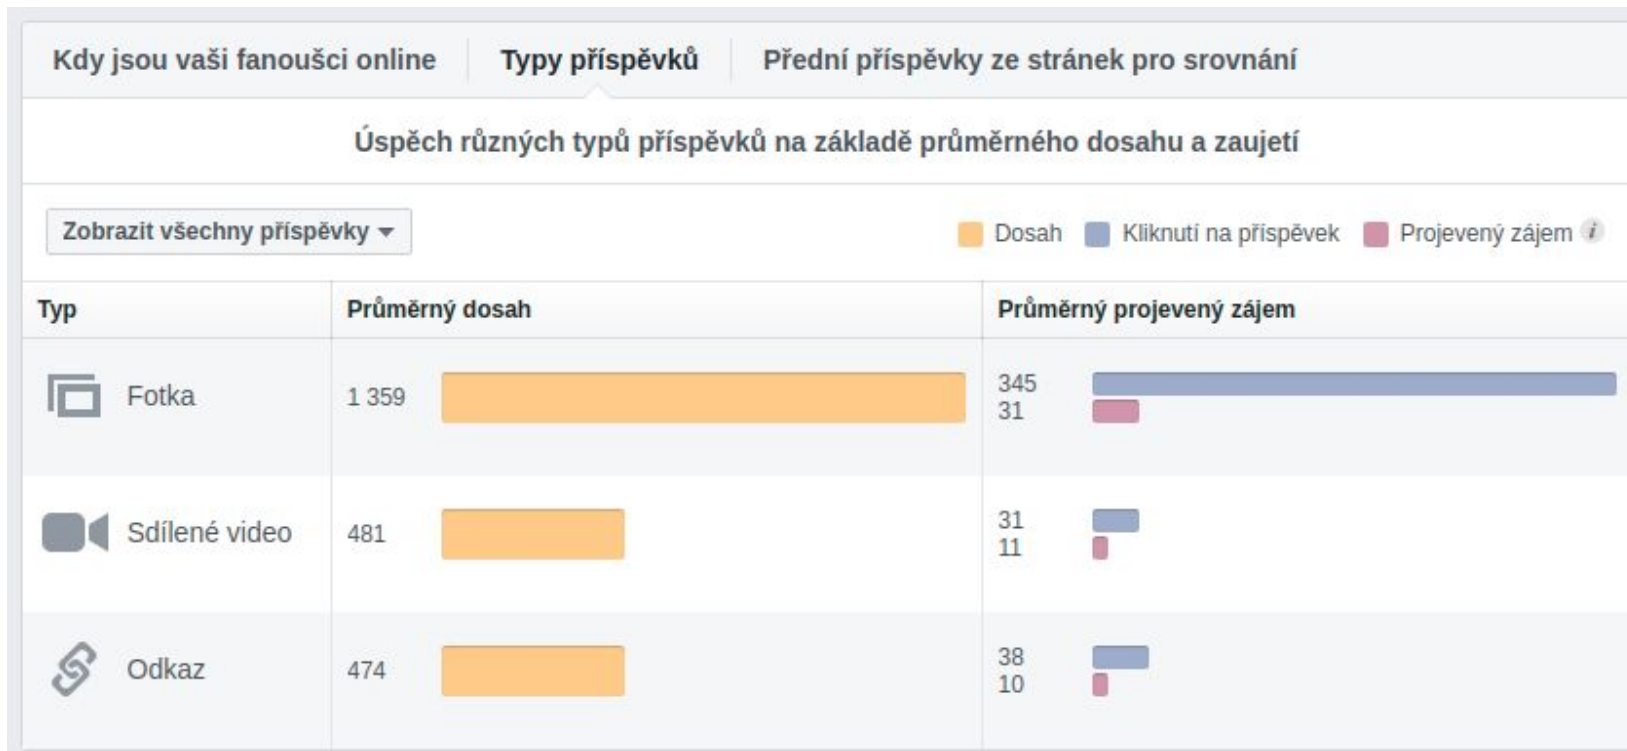 Kdy jsou vaši fanoušci online Typy příspěvků Přední příspěvky ze stránek pro srovnání
Úspěch různých typů příspěvků na základě průměrného dosahu a zaujetí
Zobrazit všechny příspěvky Dosah Kliknutí na příspěvek Projevený zájem i
Typ Průměrný dosah Průměrný projevený zájem
Fotka 1 359 345
31
Sdílené video 481 31
11
Odkaz 474 38
10